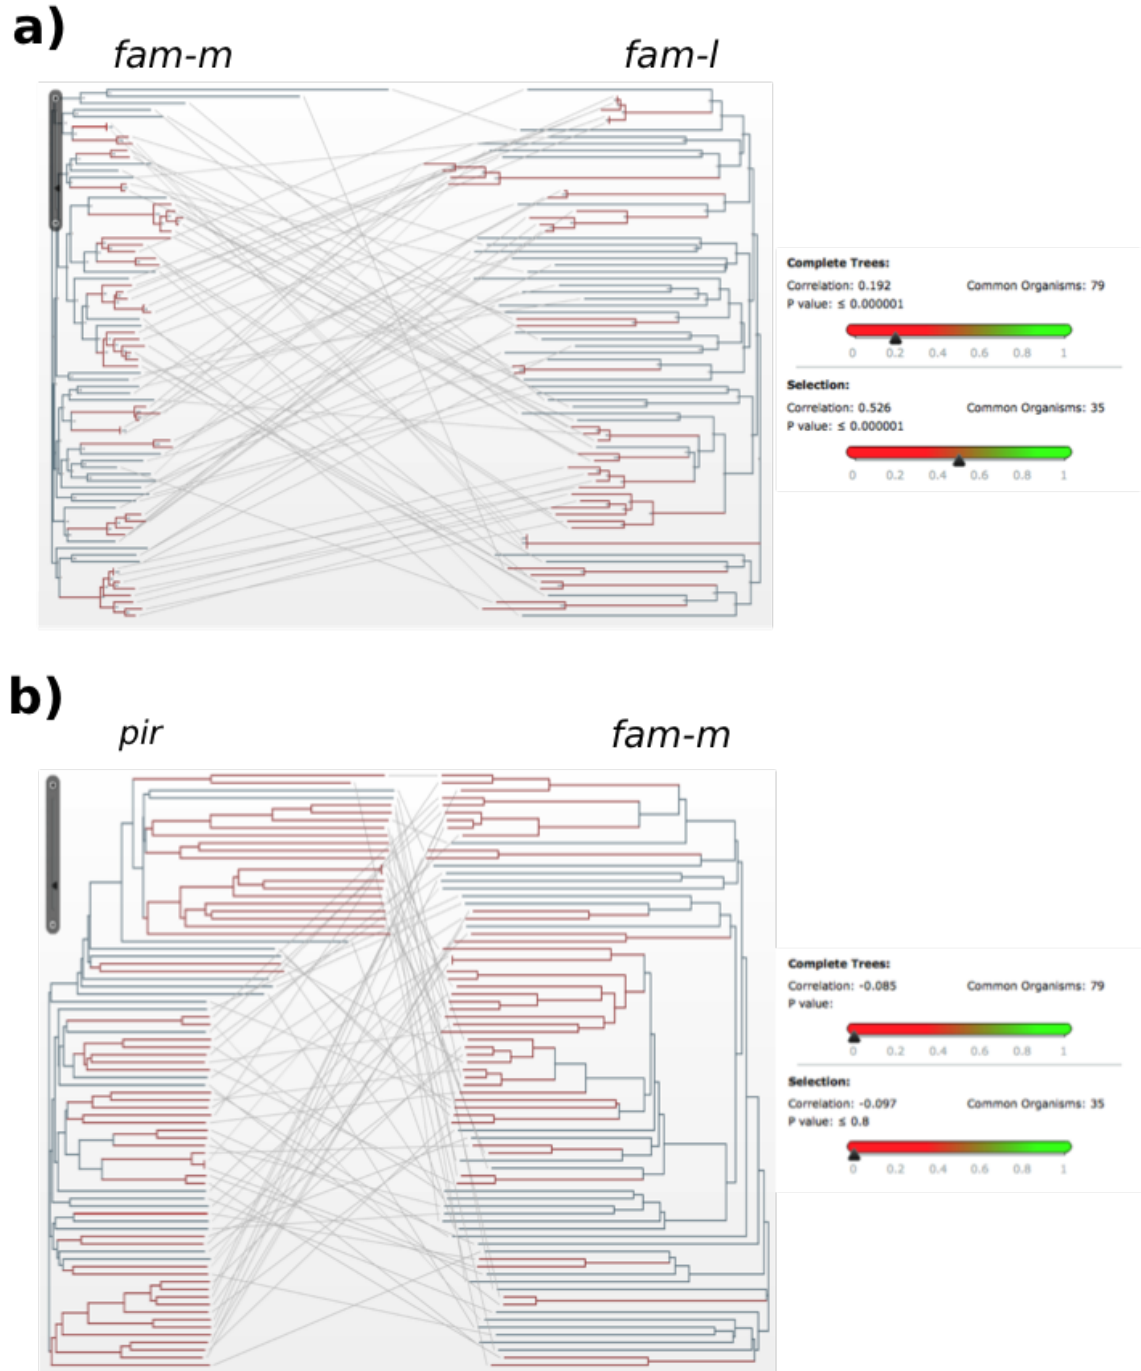 a)
fam-m fam-l
Complete Trees:
Correlation: 0.192 Common Organisms: 79
P value: ≤ 0.000001
0 0.2 0.4 0.6 0.8 1
Selection:
Correlation: 0.526 Common Organisms: 35
P value: ≤ 0.000001
0 0.2 0.4 0.6 0.8 1
b)
pir fam-m
Complete Trees:
Correlation: -0.085 Common Organisms: 79
P value:
0 0.2 0.4 0.6 0.8 1
Selection:
Correlation: -0.097 Common Organisms: 35
P value: ≤ 0.8
0 0.2 0.4 0.6 0.8 1